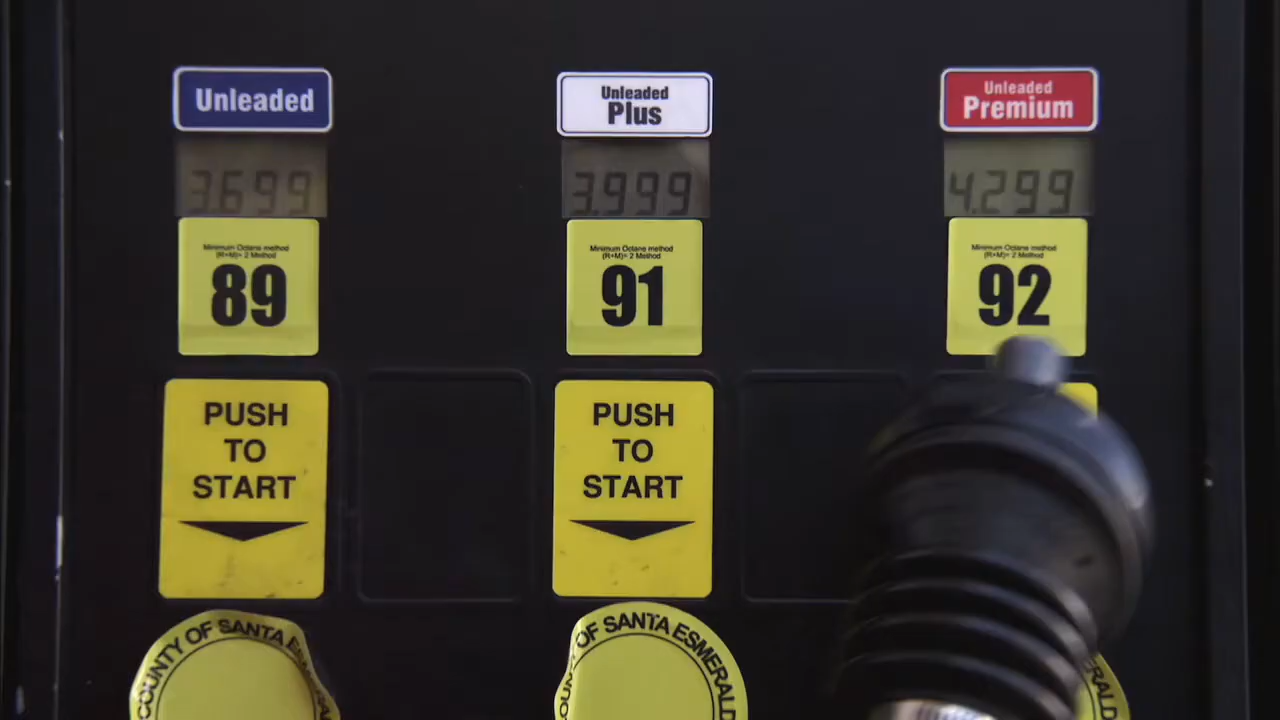 Unleaded
3.699
Minimum Octane method
(R+M)÷2 Method
89
PUSH
TO
START
COUNTY OF SANTA
Unleaded
Plus
3.999
Minimum Octane method
(R+M)÷2 Method
91
PUSH
TO
START
OF SANTA ESMERALD
Unleaded
Premium
4.299
Minimum Octane method
(R+M)÷2 Method
92
RALD